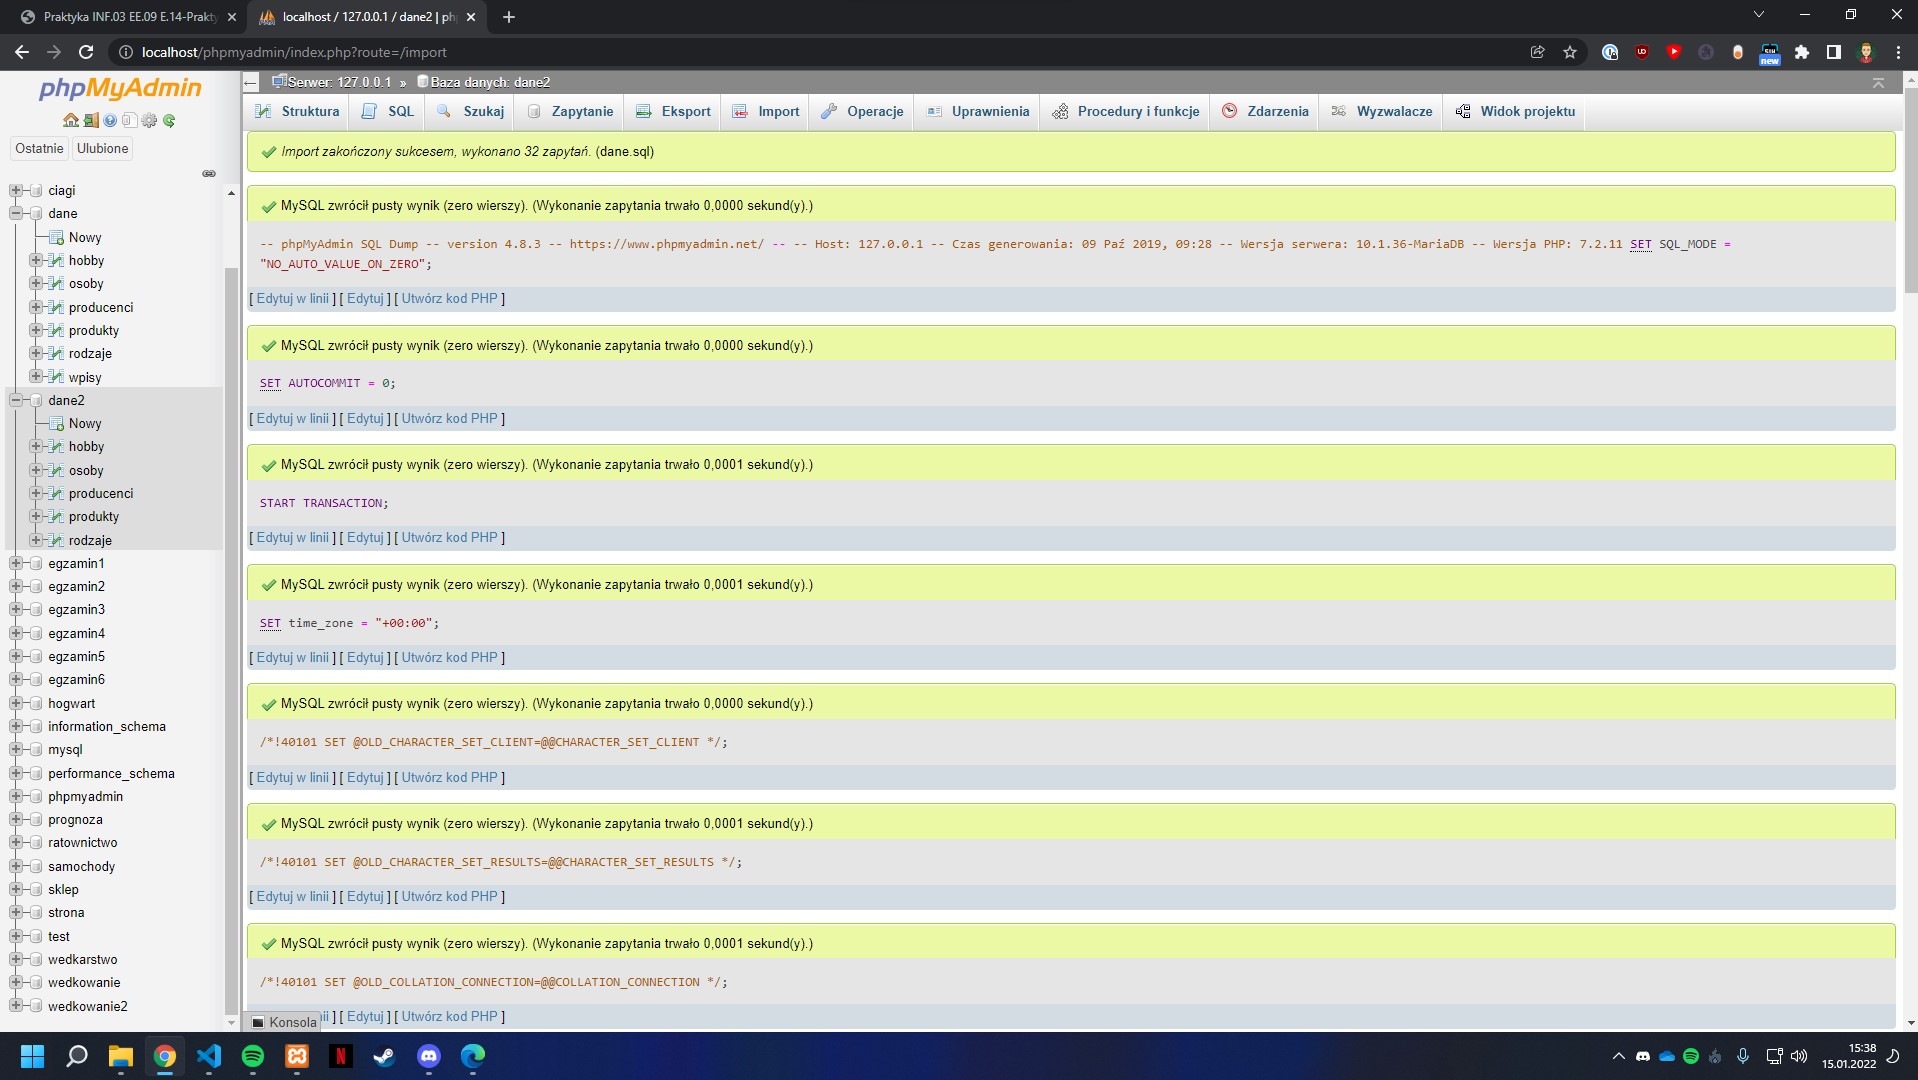 Praktyka INF.03 EE.09 E.14-Prakty
localhost / 127.0.0.1 / dane2 | ph
localhost/phpmyadmin/index.php?route=/import
new
phpMyAdmin
Ostatnie
Ulubione
ciagi
dane
Nowy
hobby
osoby
producenci
produkty
rodzaje
wpisy
dane2
Nowy
hobby
osoby
producenci
produkty
rodzaje
egzamin1
egzamin2
egzamin3
egzamin4
egzamin5
egzamin6
hogwart
information_schema
mysql
performance_schema
phpmyadmin
prognoza
ratownictwo
samochody
sklep
strona
test
wedkarstwo
wedkowanie
wedkowanie2
Serwer: 127.0.0.1 » Baza danych: dane2
Struktura SQL Szukaj Zapytanie Eksport Import Operacje Uprawnienia Procedury i funkcje Zdarzenia Wyzwalacze Widok projektu
Import zakończony sukcesem, wykonano 32 zapytań. (dane.sql)
MySQL zwrócił pusty wynik (zero wierszy). (Wykonanie zapytania trwało 0,0000 sekund(y).)
-- phpMyAdmin SQL Dump -- version 4.8.3 -- https://www.phpmyadmin.net/ -- -- Host: 127.0.0.1 -- Czas generowania: 09 Paź 2019, 09:28 -- Wersja serwera: 10.1.36-MariaDB -- Wersja PHP: 7.2.11 SET SQL_MODE =
"NO_AUTO_VALUE_ON_ZERO";
[ Edytuj w linii ] [ Edytuj ] [ Utwórz kod PHP ]
MySQL zwrócił pusty wynik (zero wierszy). (Wykonanie zapytania trwało 0,0000 sekund(y).)
SET AUTOCOMMIT = 0;
[ Edytuj w linii ] [ Edytuj ] [ Utwórz kod PHP ]
MySQL zwrócił pusty wynik (zero wierszy). (Wykonanie zapytania trwało 0,0001 sekund(y).)
START TRANSACTION;
[ Edytuj w linii ] [ Edytuj ] [ Utwórz kod PHP ]
MySQL zwrócił pusty wynik (zero wierszy). (Wykonanie zapytania trwało 0,0001 sekund(y).)
SET time_zone = "+00:00";
[ Edytuj w linii ] [ Edytuj ] [ Utwórz kod PHP ]
MySQL zwrócił pusty wynik (zero wierszy). (Wykonanie zapytania trwało 0,0000 sekund(y).)
/*!40101 SET @OLD_CHARACTER_SET_CLIENT=@@CHARACTER_SET_CLIENT */;
[ Edytuj w linii ] [ Edytuj ] [ Utwórz kod PHP ]
MySQL zwrócił pusty wynik (zero wierszy). (Wykonanie zapytania trwało 0,0001 sekund(y).)
/*!40101 SET @OLD_CHARACTER_SET_RESULTS=@@CHARACTER_SET_RESULTS */;
[ Edytuj w linii ] [ Edytuj ] [ Utwórz kod PHP ]
MySQL zwrócił pusty wynik (zero wierszy). (Wykonanie zapytania trwało 0,0001 sekund(y).)
/*!40101 SET @OLD_COLLATION_CONNECTION=@@COLLATION_CONNECTION */;
ii ] [ Edytuj ] [ Utwórz kod PHP ]
Konsola
15:38
15.01.2022